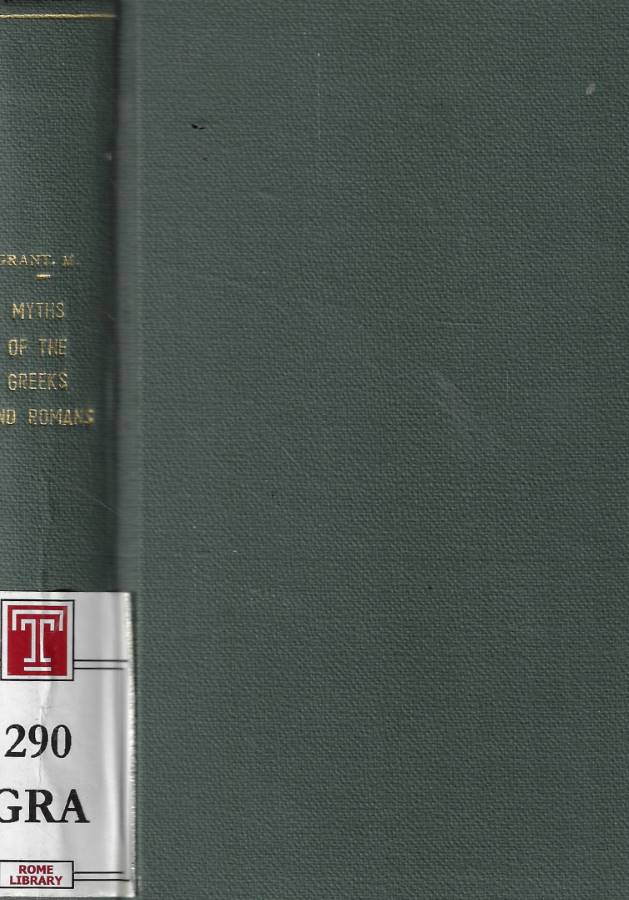 GRANT. M.
MYTHS
OF THE
GREEKS
ND ROMANS
T
290
GRA
ROME
LIBRARY